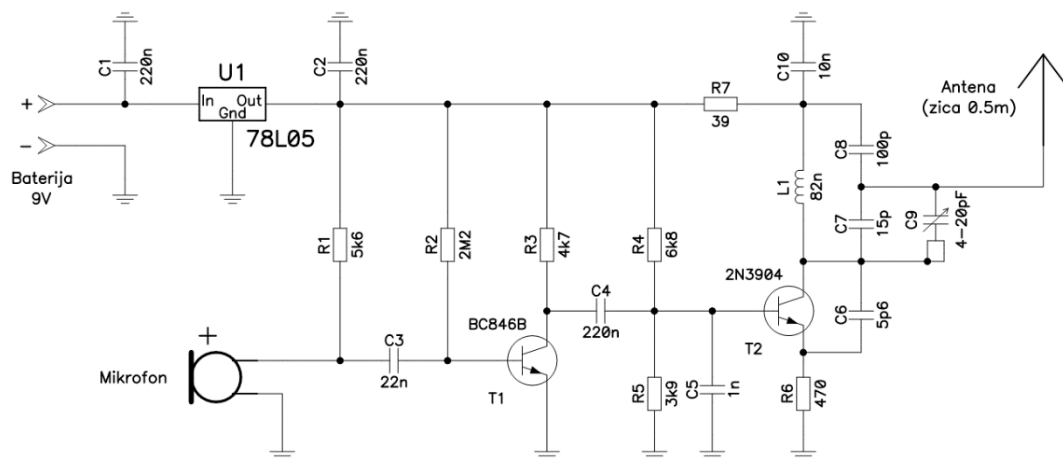 C1
220n
U1
In Out
Gnd
78L05
C2
220n
+
-
Baterija
9V
R1
5k6
R2
2M2
R3
4k7
R4
6k8
R7
39
C10
10n
L1
82n
C8
100p
C7
15p
C9
4-20pF
Antena
(zica 0.5m)
Mikrofon
+
C3
22n
BC846B
T1
C4
220n
R5
3k9
C5
1n
2N3904
T2
C6
5p6
R6
470